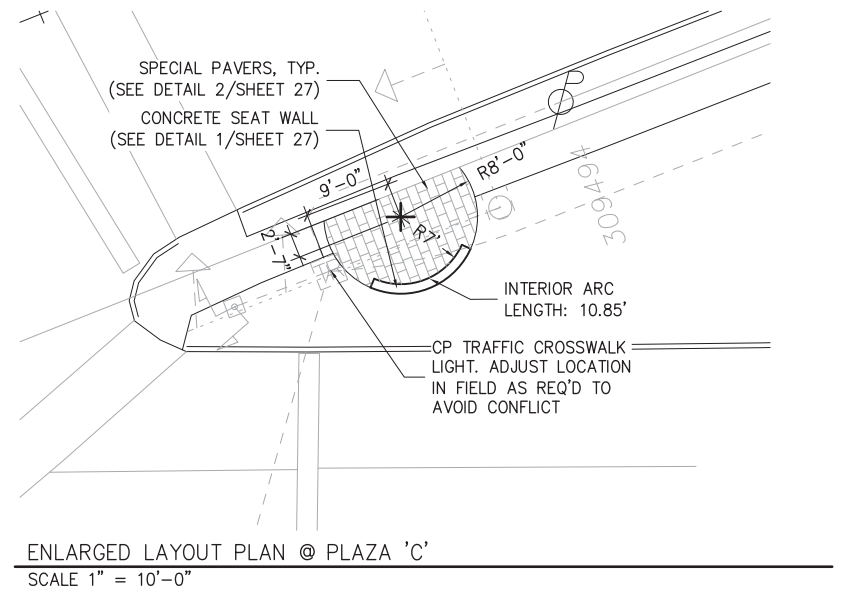 SPECIAL PAVERS, TYP.
(SEE DETAIL 2/SHEET 27)
CONCRETE SEAT WALL
(SEE DETAIL 1/SHEET 27)
9'-0"
R8'-0"
2'-7"
R7'
309494
INTERIOR ARC
LENGTH: 10.85'
CP TRAFFIC CROSSWALK
LIGHT. ADJUST LOCATION
IN FIELD AS REQ'D TO
AVOID CONFLICT
ENLARGED LAYOUT PLAN @ PLAZA 'C'
SCALE 1" = 10'-0"